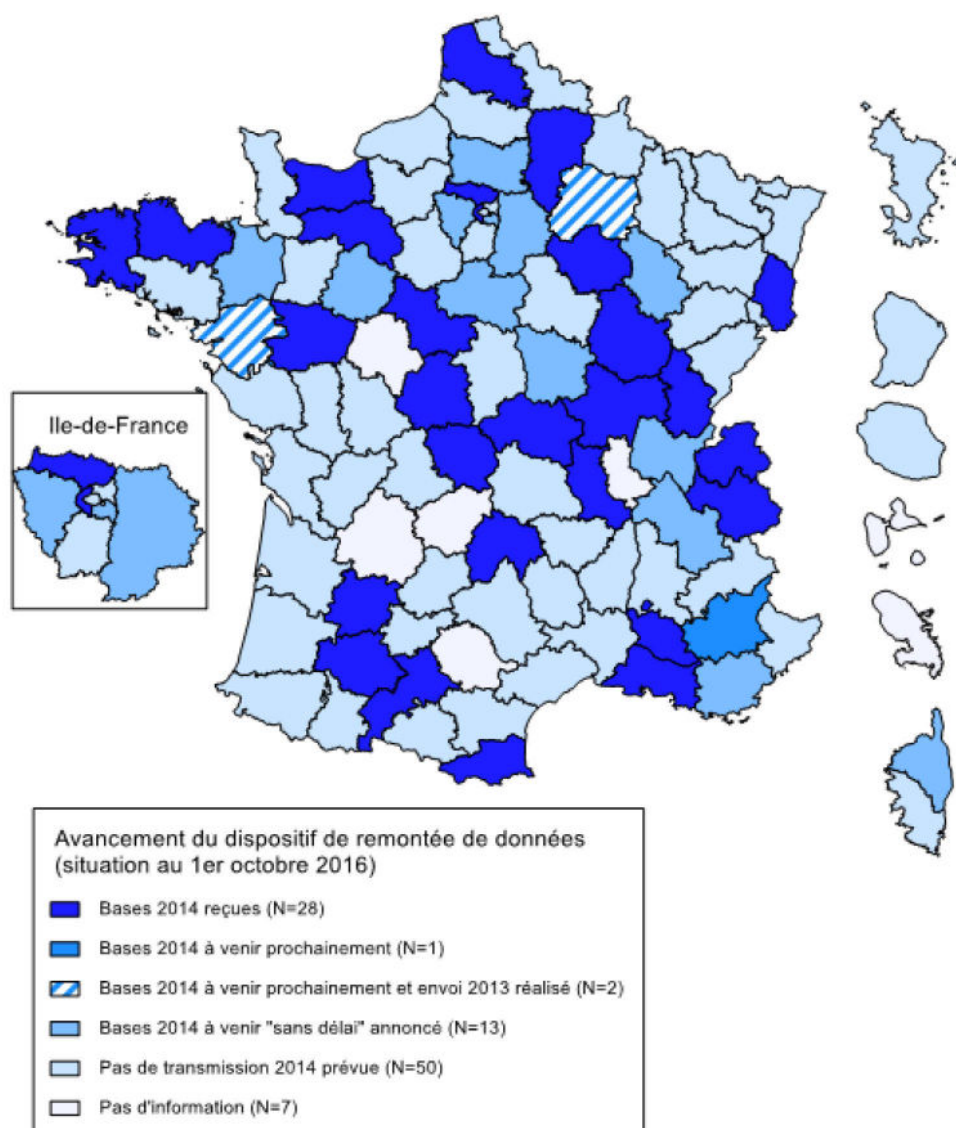 Ile-de-France
Avancement du dispositif de remontée de données
(situation au 1er octobre 2016)
Bases 2014 reçues (N=28)
Bases 2014 à venir prochainement (N=1)
Bases 2014 à venir prochainement et envoi 2013 réalisé (N=2)
Bases 2014 à venir "sans délai" annoncé (N=13)
Pas de transmission 2014 prévue (N=50)
Pas d'information (N=7)